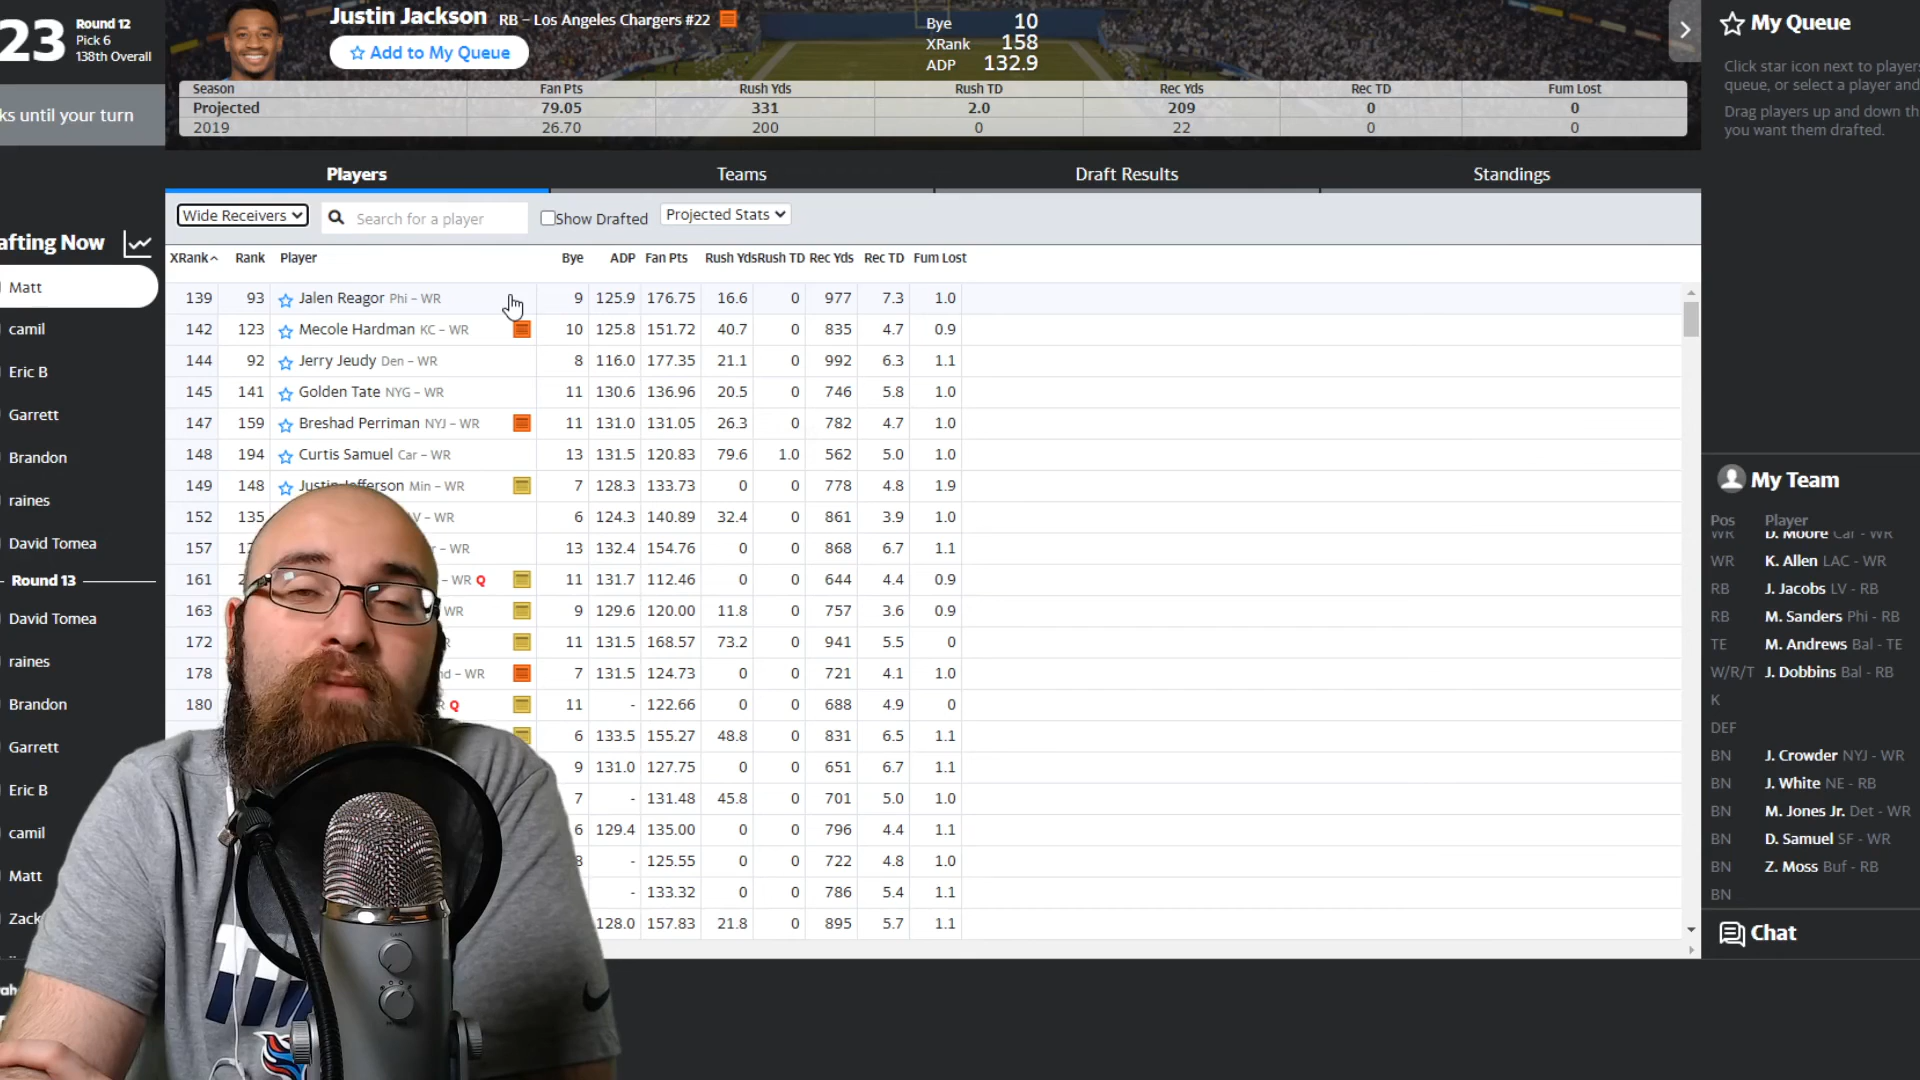 23
Round 12
Pick 6
138th Overall
ks until your turn
Justin Jackson RB – Los Angeles Chargers #22
Add to My Queue
Bye 10
XRank 158
ADP 132.9
Season Fan Pts Rush Yds Rush TD Rec Yds Rec TD Fum Lost
Projected 79.05 331 2.0 209 0 0
2019 26.70 200 0 22 0 0
Players Teams Draft Results Standings
Wide Receivers Search for a player Show Drafted Projected Stats
XRank Rank Player Bye ADP Fan Pts Rush Yds Rush TD Rec Yds Rec TD Fum Lost
139 93 Jalen Reagor Phi – WR 9 125.9 176.75 16.6 0 977 7.3 1.0
142 123 Mecole Hardman KC – WR 10 125.8 151.72 40.7 0 835 4.7 0.9
144 92 Jerry Jeudy Den – WR 8 116.0 177.35 21.1 0 992 6.3 1.1
145 141 Golden Tate NYG – WR 11 130.6 136.96 20.5 0 746 5.8 1.0
147 159 Breshad Perriman NYJ – WR 11 131.0 131.05 26.3 0 782 4.7 1.0
148 194 Curtis Samuel Car – WR 13 131.5 120.83 79.6 1.0 562 5.0 1.0
149 148 Justin Jefferson Min – WR 7 128.3 133.73 0 0 778 4.8 1.9
152 135 V – WR 6 124.3 140.89 32.4 0 861 3.9 1.0
157 – WR 13 132.4 154.76 0 0 868 6.7 1.1
161 – WR Q 11 131.7 112.46 0 0 644 4.4 0.9
163 WR 9 129.6 120.00 11.8 0 757 3.6 0.9
172 11 131.5 168.57 73.2 0 941 5.5 0
178 nd – WR 7 131.5 124.73 0 0 721 4.1 1.0
180 R Q 11 - 122.66 0 0 688 4.9 0
6 133.5 155.27 48.8 0 831 6.5 1.1
9 131.0 127.75 0 0 651 6.7 1.1
7 - 131.48 45.8 0 701 5.0 1.0
6 129.4 135.00 0 0 796 4.4 1.1
8 - 125.55 0 0 722 4.8 1.0
- 133.32 0 0 786 5.4 1.1
128.0 157.83 21.8 0 895 5.7 1.1
afting Now
Matt
camil
Eric B
Garrett
Brandon
raines
David Tomea
Round 13
David Tomea
raines
Brandon
Garrett
Eric B
camil
Matt
Zack
My Queue
Click star icon next to players
queue, or select a player and
Drag players up and down th
you want them drafted.
My Team
Pos Player
WR D. Moore Car - WR
WR K. Allen LAC - WR
RB J. Jacobs LV - RB
RB M. Sanders Phi - RB
TE M. Andrews Bal - TE
W/R/T J. Dobbins Bal - RB
K
DEF
BN J. Crowder NYJ - WR
BN J. White NE - RB
BN M. Jones Jr. Det - WR
BN D. Samuel SF - WR
BN Z. Moss Buf - RB
BN
Chat